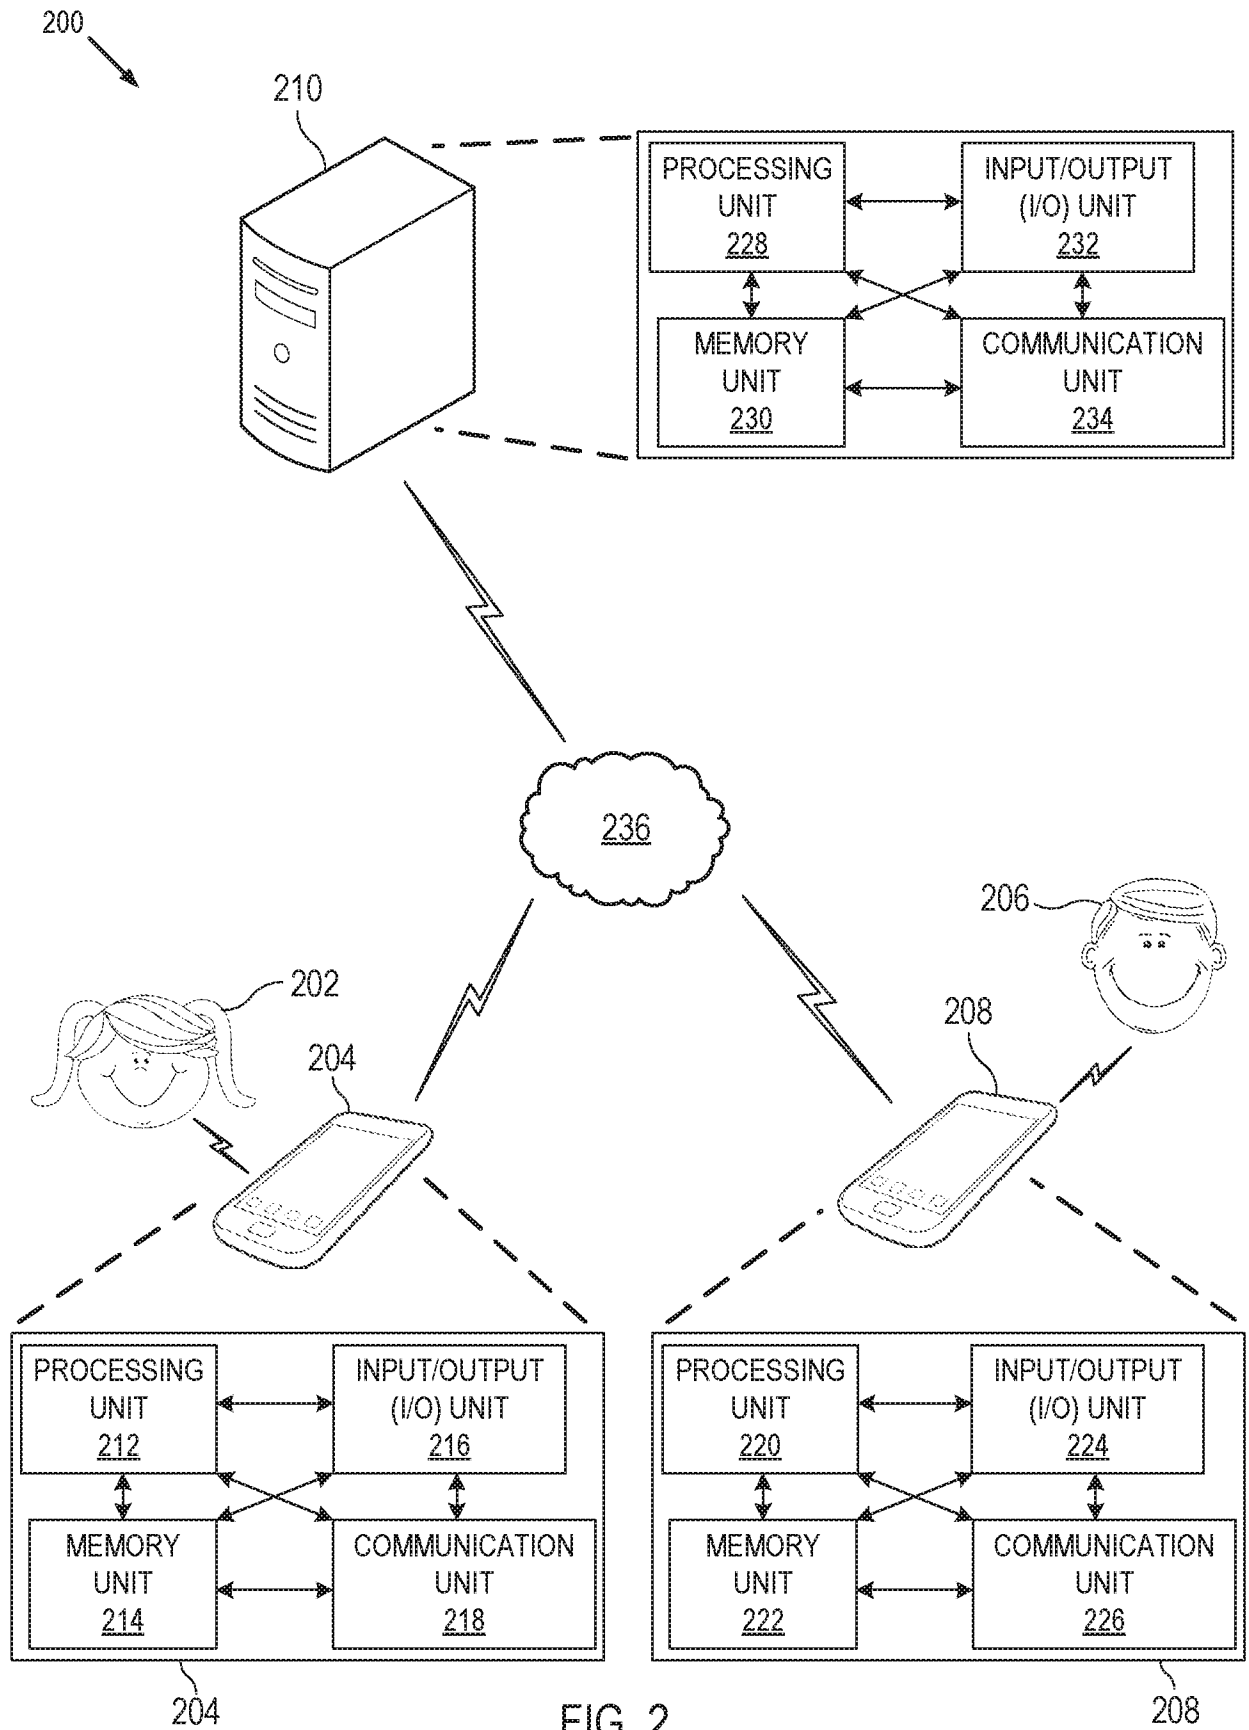 200
210
PROCESSING
UNIT
228
INPUT/OUTPUT
(I/O) UNIT
232
MEMORY
UNIT
230
COMMUNICATION
UNIT
234
236
206
202
208
204
PROCESSING
UNIT
212
INPUT/OUTPUT
(I/O) UNIT
216
MEMORY
UNIT
214
COMMUNICATION
UNIT
218
PROCESSING
UNIT
220
INPUT/OUTPUT
(I/O) UNIT
224
MEMORY
UNIT
222
COMMUNICATION
UNIT
226
204
208
FIG. 2